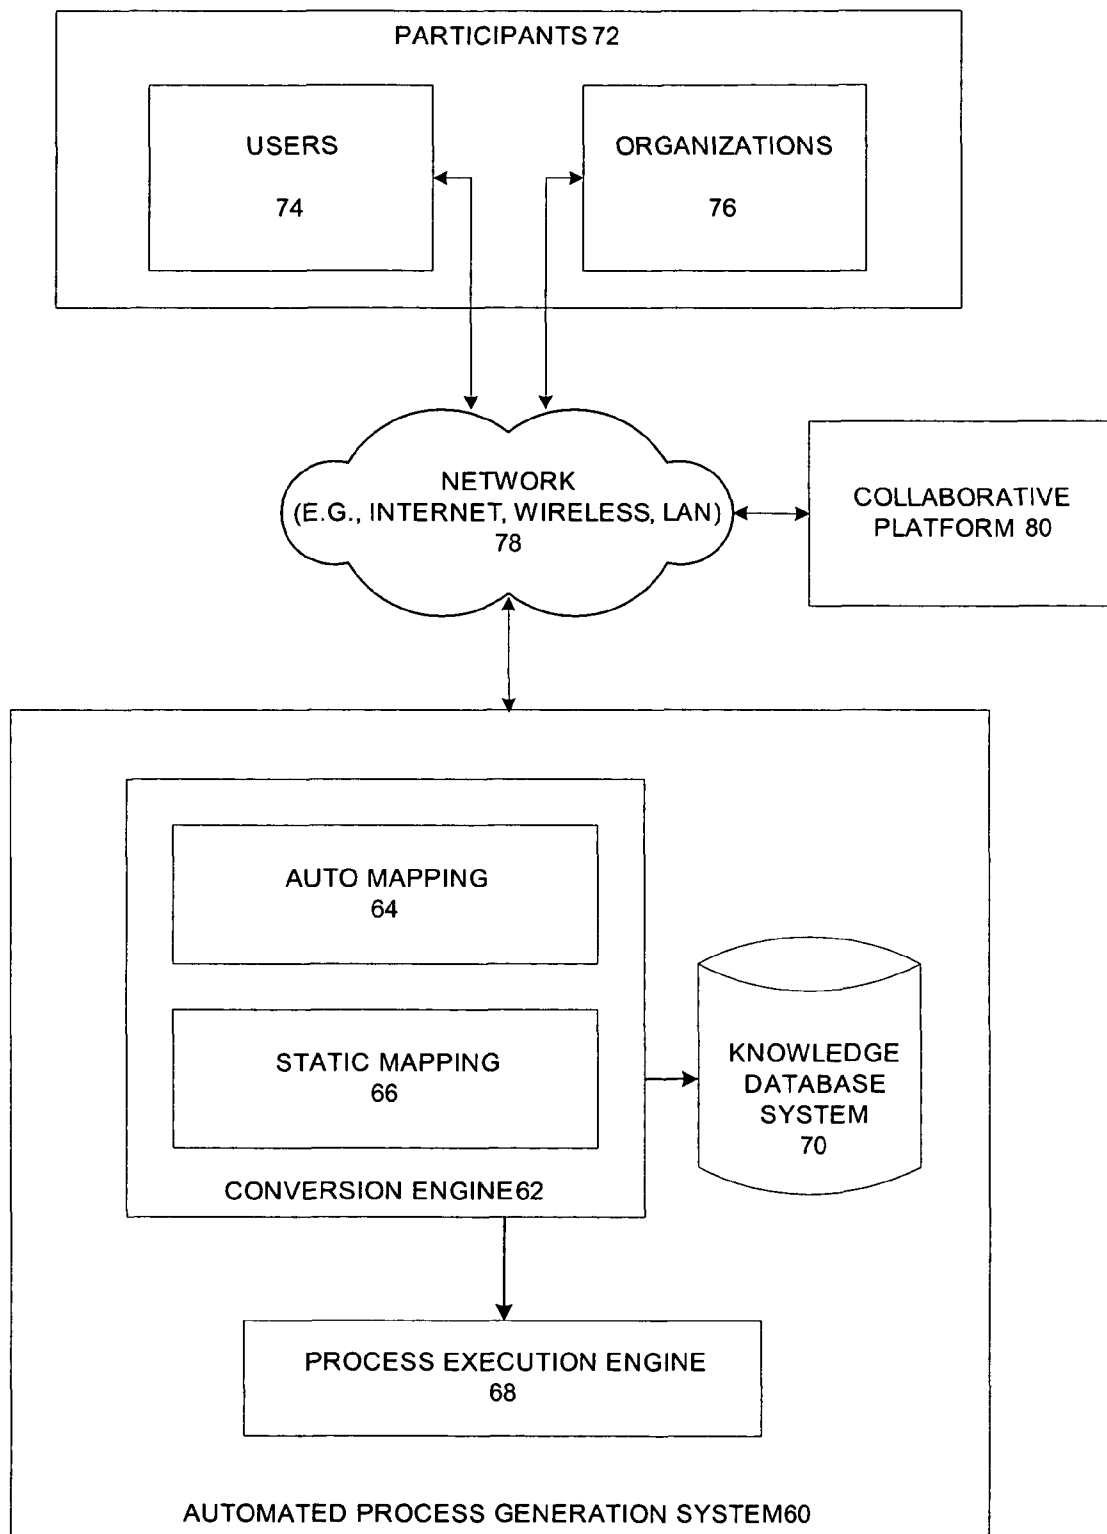 PARTICIPANTS 72
USERS
74
ORGANIZATIONS
76
NETWORK
(E.G., INTERNET, WIRELESS, LAN)
78
COLLABORATIVE
PLATFORM 80
AUTO MAPPING
64
STATIC MAPPING
66
CONVERSION ENGINE 62
KNOWLEDGE
DATABASE
SYSTEM
70
PROCESS EXECUTION ENGINE
68
AUTOMATED PROCESS GENERATION SYSTEM 60